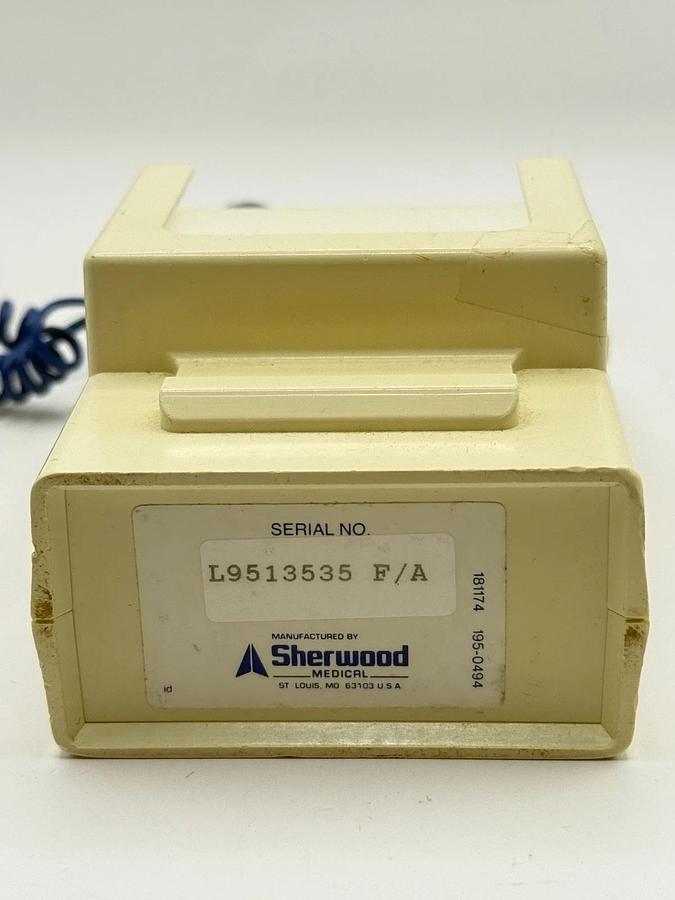 SERIAL NO.
L9513535 F/A
MANUFACTURED BY
Sherwood
MEDICAL
ST LOUIS, MO 63103 U.S.A
id
181174 195-0494